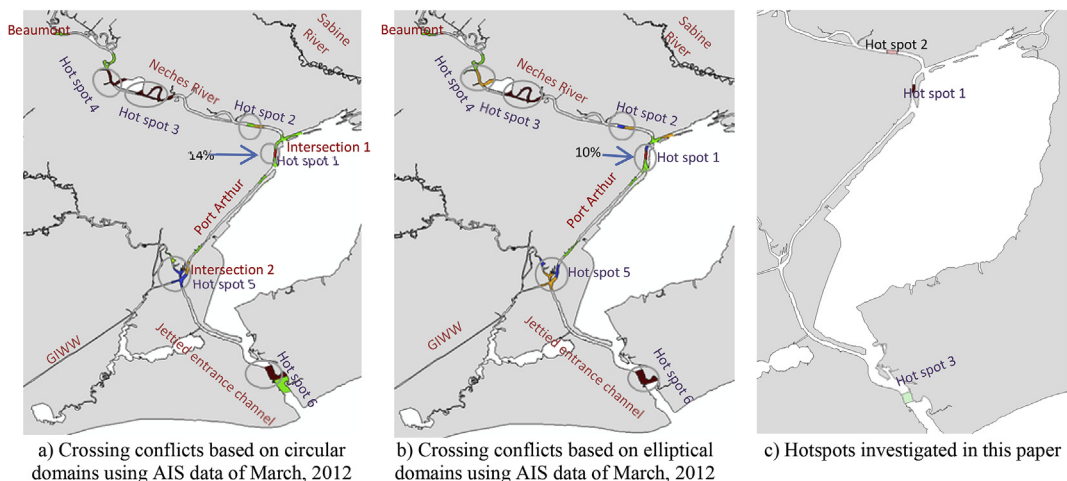 Beaumont
Sabine
River
Neches River
Hot spot 4
Hot spot 3
Hot spot 2
Intersection 1
14%
Hot spot 1
Port Arthur
Intersection 2
Hot spot 5
GIWW
Jettied entrance channel
Hot spot 6
a) Crossing conflicts based on circular
domains using AIS data of March, 2012
Beaumont
Sabine
River
Neches River
Hot spot 4
Hot spot 3
Hot spot 2
10%
Hot spot 1
Port Arthur
Hot spot 5
GIWW
Jettied entrance channel
Hot spot 6
b) Crossing conflicts based on elliptical
domains using AIS data of March, 2012
Hot spot 2
Hot spot 1
Hot spot 3
c) Hotspots investigated in this paper